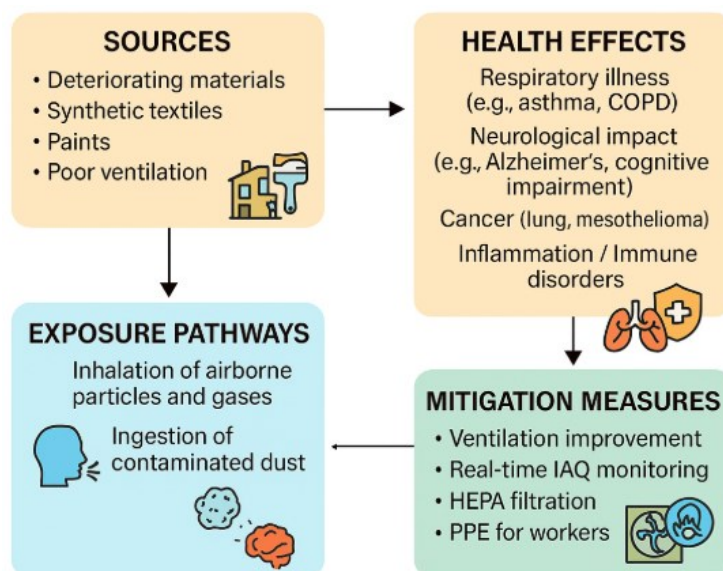 SOURCES
• Deteriorating materials
• Synthetic textiles
• Paints
• Poor ventilation
HEALTH EFFECTS
Respiratory illness
(e.g., asthma, COPD)
Neurological impact
(e.g., Alzheimer's, cognitive
impairment)
Cancer (lung, mesothelioma)
Inflammation / Immune
disorders
EXPOSURE PATHWAYS
Inhalation of airborne
particles and gases
Ingestion of
contaminated dust
MITIGATION MEASURES
• Ventilation improvement
• Real-time IAQ monitoring
• HEPA filtration
• PPE for workers